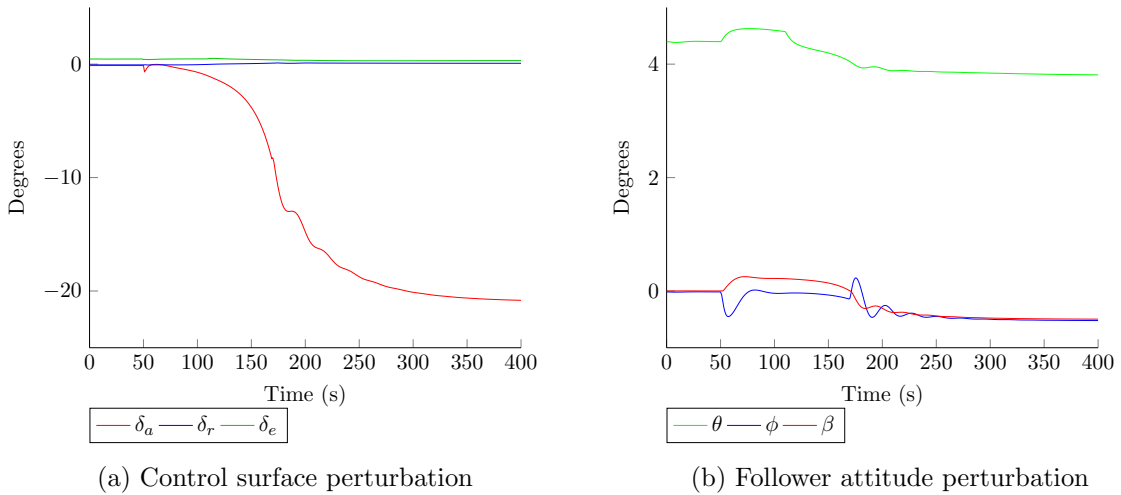 0
−10
−20
Degrees
0 50 100 150 200 250 300 350 400
Time (s)
δa δr δe
(a) Control surface perturbation
4
2
0
Degrees
0 50 100 150 200 250 300 350 400
Time (s)
θ ϕ β
(b) Follower attitude perturbation